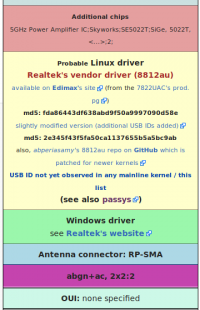 Additional chips
5GHz Power Amplifier IC;Skyworks;SE5022T;SiGe, 5022T,
<...>;2;
Probable Linux driver
Realtek's vendor driver (8812au)
available on Edimax's site (from the 7822UAC's prod.
pg)
md5: fda86443df638abd9f50a9997090d58e
slightly modified version (additional USB IDs added)
md5: 2e345f43f5fa50ca1137655b5a5bc9ab
also, abperiasamy's 8812au repo on GitHub which is
patched for newer kernels
USB ID not yet observed in any mainline kernel / this
list
(see also passys)
Windows driver
see Realtek's website
Antenna connector: RP-SMA
abgn+ac, 2x2:2
OUI: none specified